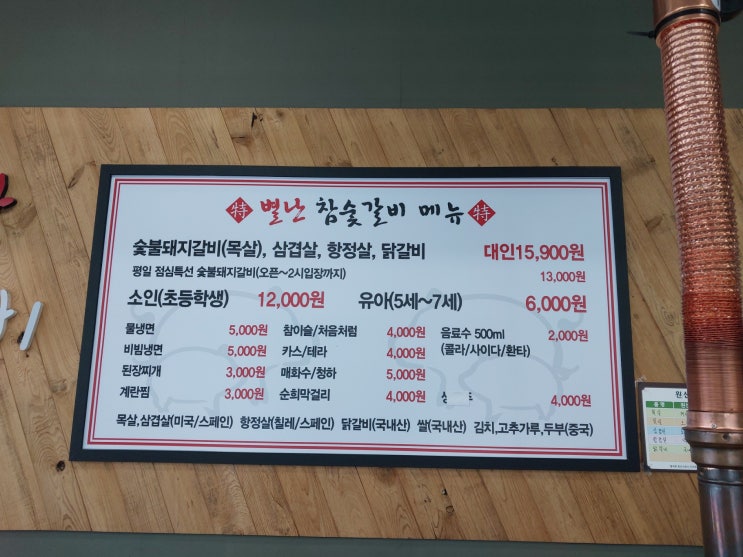 特 별난 참숯갈비 메뉴 特
숯불돼지갈비(목살), 삼겹살, 항정살, 닭갈비 대인15,900원
평일 점심특선 숯불돼지갈비(오픈~2시입장까지) 13,000원
소인(초등학생) 12,000원 유아(5세~7세) 6,000원
물냉면 5,000원 참이슬/처음처럼 4,000원 음료수 500ml 2,000원
(콜라/사이다/환타)
비빔냉면 5,000원 카스/테라 4,000원
된장찌개 3,000원 매화수/청하 5,000원
계란찜 3,000원 순희막걸리 4,000원 4,000원
목살,삼겹살(미국/스페인) 항정살(칠레/스페인) 닭갈비(국내산) 쌀(국내산) 김치,고추가루,두부(중국)